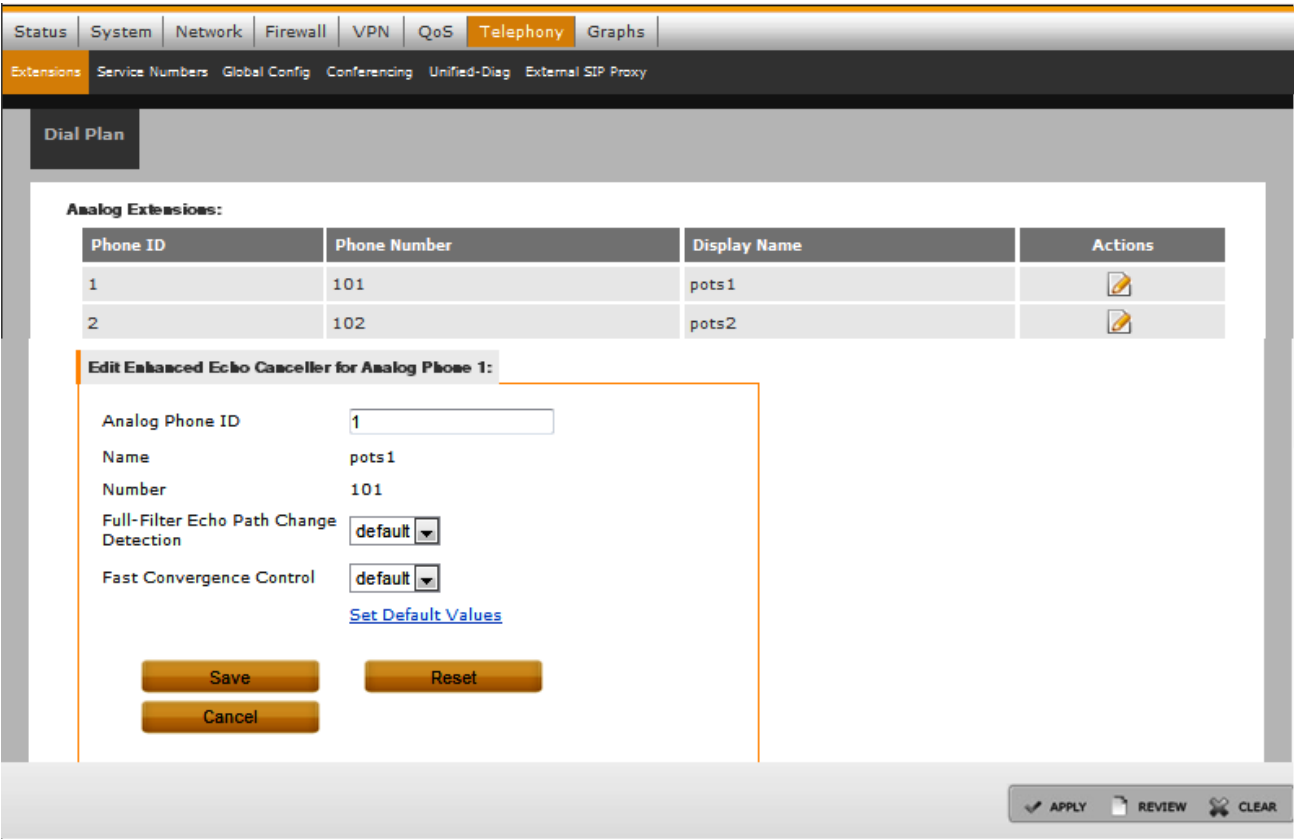 Status System Network Firewall VPN QoS Telephony Graphs
Extensions Service Numbers Global Config Conferencing Unified-Diag External SIP Proxy
Dial Plan
Analog Extensions:
Phone ID Phone Number Display Name Actions
1 101 pots1
2 102 pots2
Edit Enhanced Echo Canceller for Analog Phone 1:
Analog Phone ID 1
Name pots1
Number 101
Full-Filter Echo Path Change
Detection default
Fast Convergence Control default
Set Default Values
Save Reset
Cancel
APPLY REVIEW CLEAR